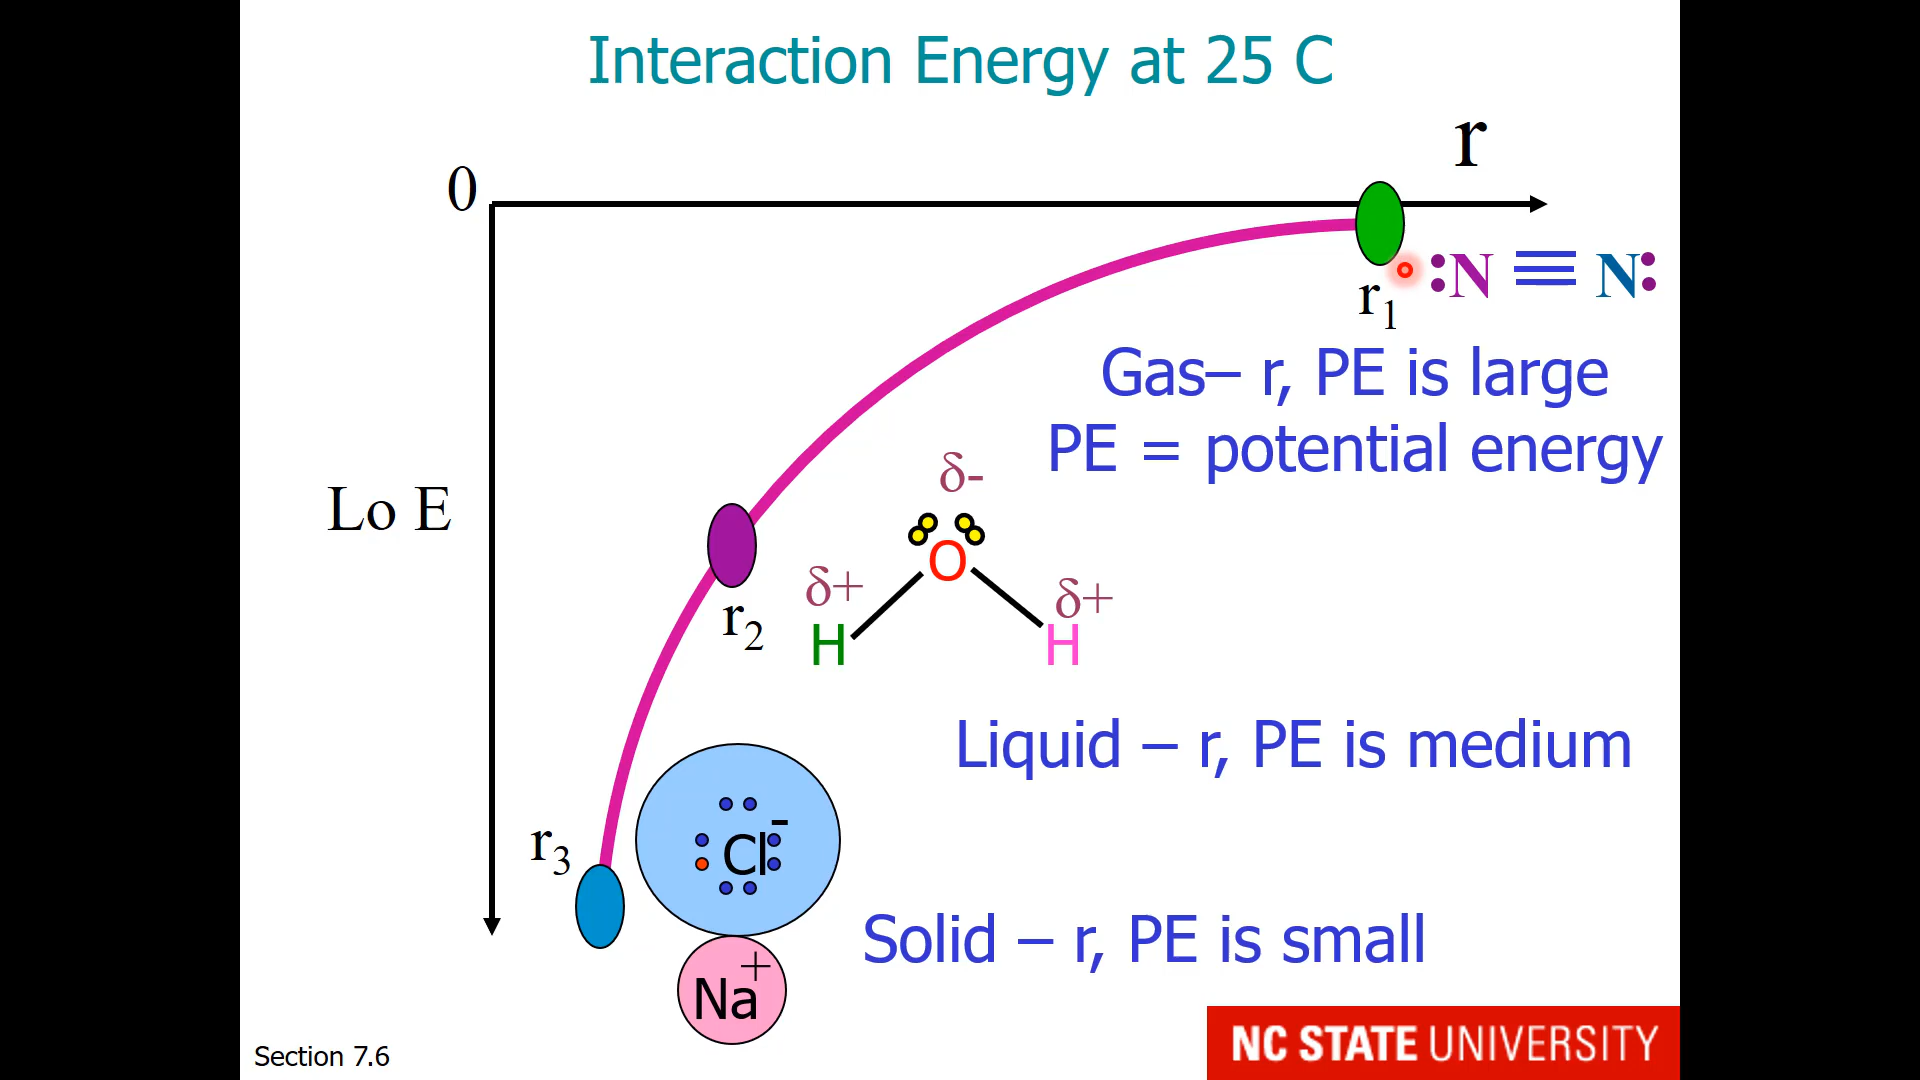 Interaction Energy at 25 C
r
0
:N ≡ N:
r1
Gas– r, PE is large
PE = potential energy
δ-
Lo E
O
δ+
δ+
r2
H
H
Liquid – r, PE is medium
Cl-
r3
Solid – r, PE is small
Na+
NC STATE UNIVERSITY
Section 7.6